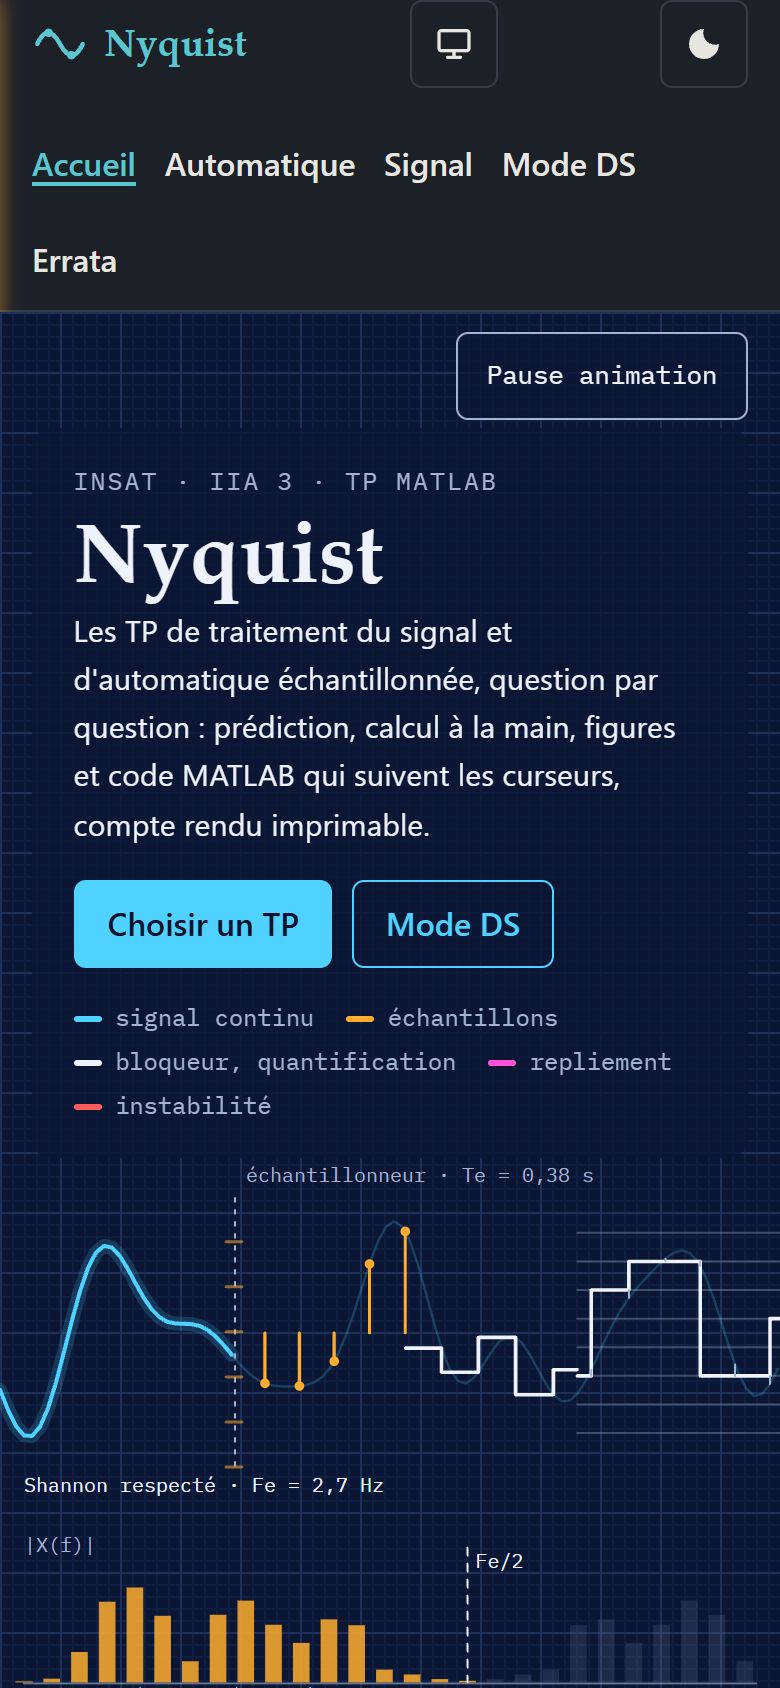 Nyquist
Accueil Automatique Signal Mode DS
Errata
Pause animation
INSAT · IIA 3 · TP MATLAB
Nyquist
Les TP de traitement du signal et
d'automatique échantillonnée, question par
question : prédiction, calcul à la main, figures
et code MATLAB qui suivent les curseurs,
compte rendu imprimable.
Choisir un TP Mode DS
signal continu échantillons
bloqueur, quantification repliement
instabilité
échantillonneur · Te = 0,38 s
Shannon respecté · Fe = 2,7 Hz
|X(f)|
Fe/2